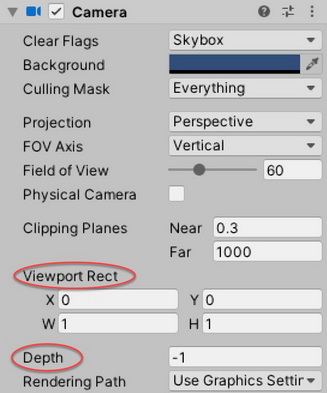 Camera
Clear Flags Skybox
Background
Culling Mask Everything
Projection Perspective
FOV Axis Vertical
Field of View 60
Physical Camera
Clipping Planes Near 0.3
Far 1000
Viewport Rect
X 0 Y 0
W 1 H 1
Depth -1
Rendering Path Use Graphics Settin